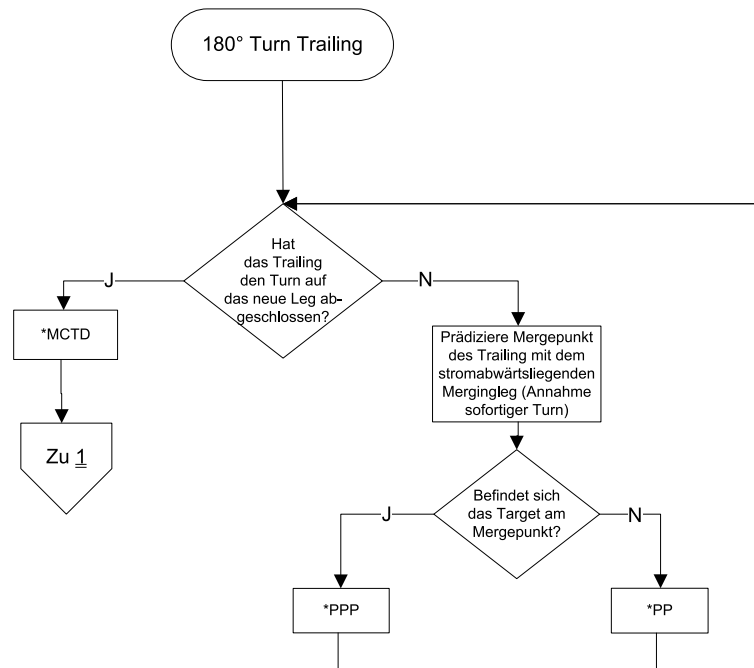 180° Turn Trailing
Hat
das Trailing
den Turn auf
das neue Leg ab-
geschlossen?
J
N
*MCTD
Prädiziere Mergepunkt
des Trailing mit dem
stromabwärtsliegenden
Mergingleg (Annahme
sofortiger Turn)
Zu 1
Befindet sich
das Target am
Mergepunkt?
J
N
*PPP
*PP